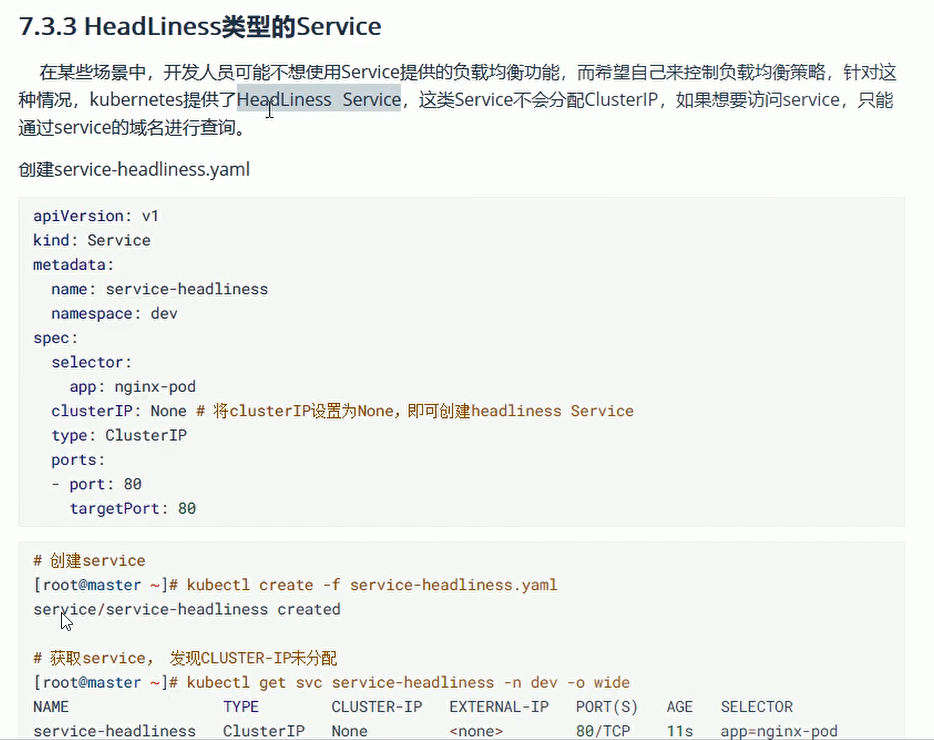 7.3.3 HeadLiness类型的Service
在某些场景中，开发人员可能不想使用Service提供的负载均衡功能，而希望自己来控制负载均衡策略，针对这
种情况，kubernetes提供了HeadLiness Service，这类Service不会分配ClusterIP，如果想要访问service，只能
通过service的域名进行查询。
创建service-headliness.yaml
apiVersion: v1
kind: Service
metadata:
  name: service-headliness
  namespace: dev
spec:
  selector:
    app: nginx-pod
  clusterIP: None # 将clusterIP设置为None，即可创建headliness Service
  type: ClusterIP
  ports:
  - port: 80
    targetPort: 80
# 创建service
[root@master ~]# kubectl create -f service-headliness.yaml
service/service-headliness created
# 获取service， 发现CLUSTER-IP未分配
[root@master ~]# kubectl get svc service-headliness -n dev -o wide
NAME TYPE CLUSTER-IP EXTERNAL-IP PORT(S) AGE SELECTOR
service-headliness ClusterIP None <none> 80/TCP 11s app=nginx-pod